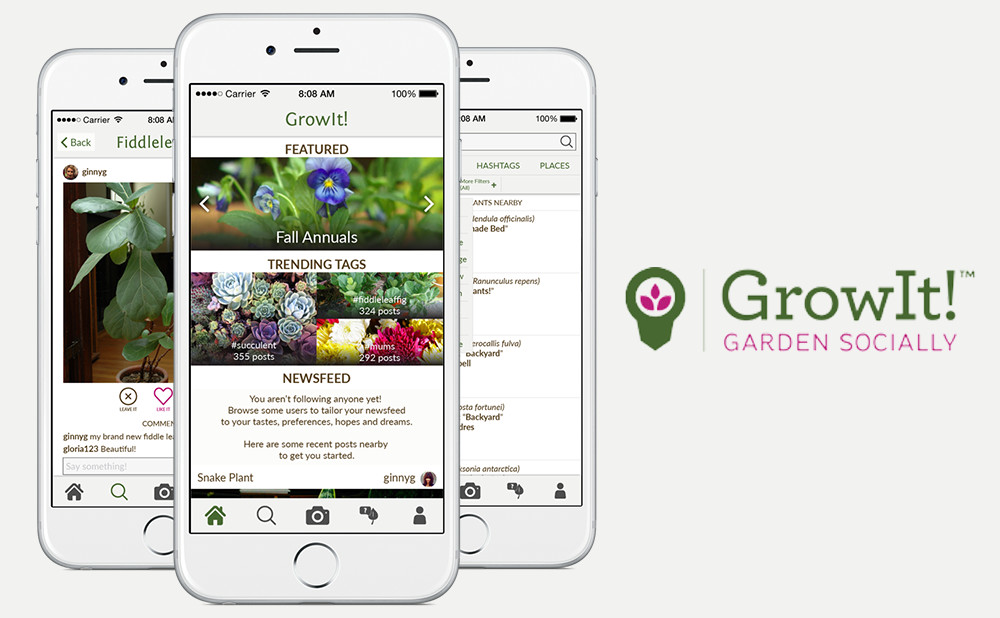 Carrier
8:08 A
Back
Fiddlele
ginnyg
LEAVE IT
LIKE IT
COMMEN
ginnyg my brand new fiddle lea
gloria123 Beautiful!
Say something!
Carrier
8:08 AM
100%
GrowIt!
FEATURED
Fall Annuals
TRENDING TAGS
#succulent
355 posts
#fiddleleaffig
324 posts
#mums
292 posts
NEWSFEED
You aren't following anyone yet!
Browse some users to tailor your newsfeed
to your tastes, preferences, hopes and dreams.
Here are some recent posts nearby
to get you started.
Snake Plant
ginnyg
:08 AM
100%
HASHTAGS
PLACES
More Filters
(All)
+
ANTS NEARBY
lendula officinalis)
made Bed"
Ranunculus repens)
ants!"
erocallis fulva)
"Backyard"
bell
osta fortunei)
"Backyard"
dres
ksonia antarctica)
GrowIt!™
GARDEN SOCIALLY